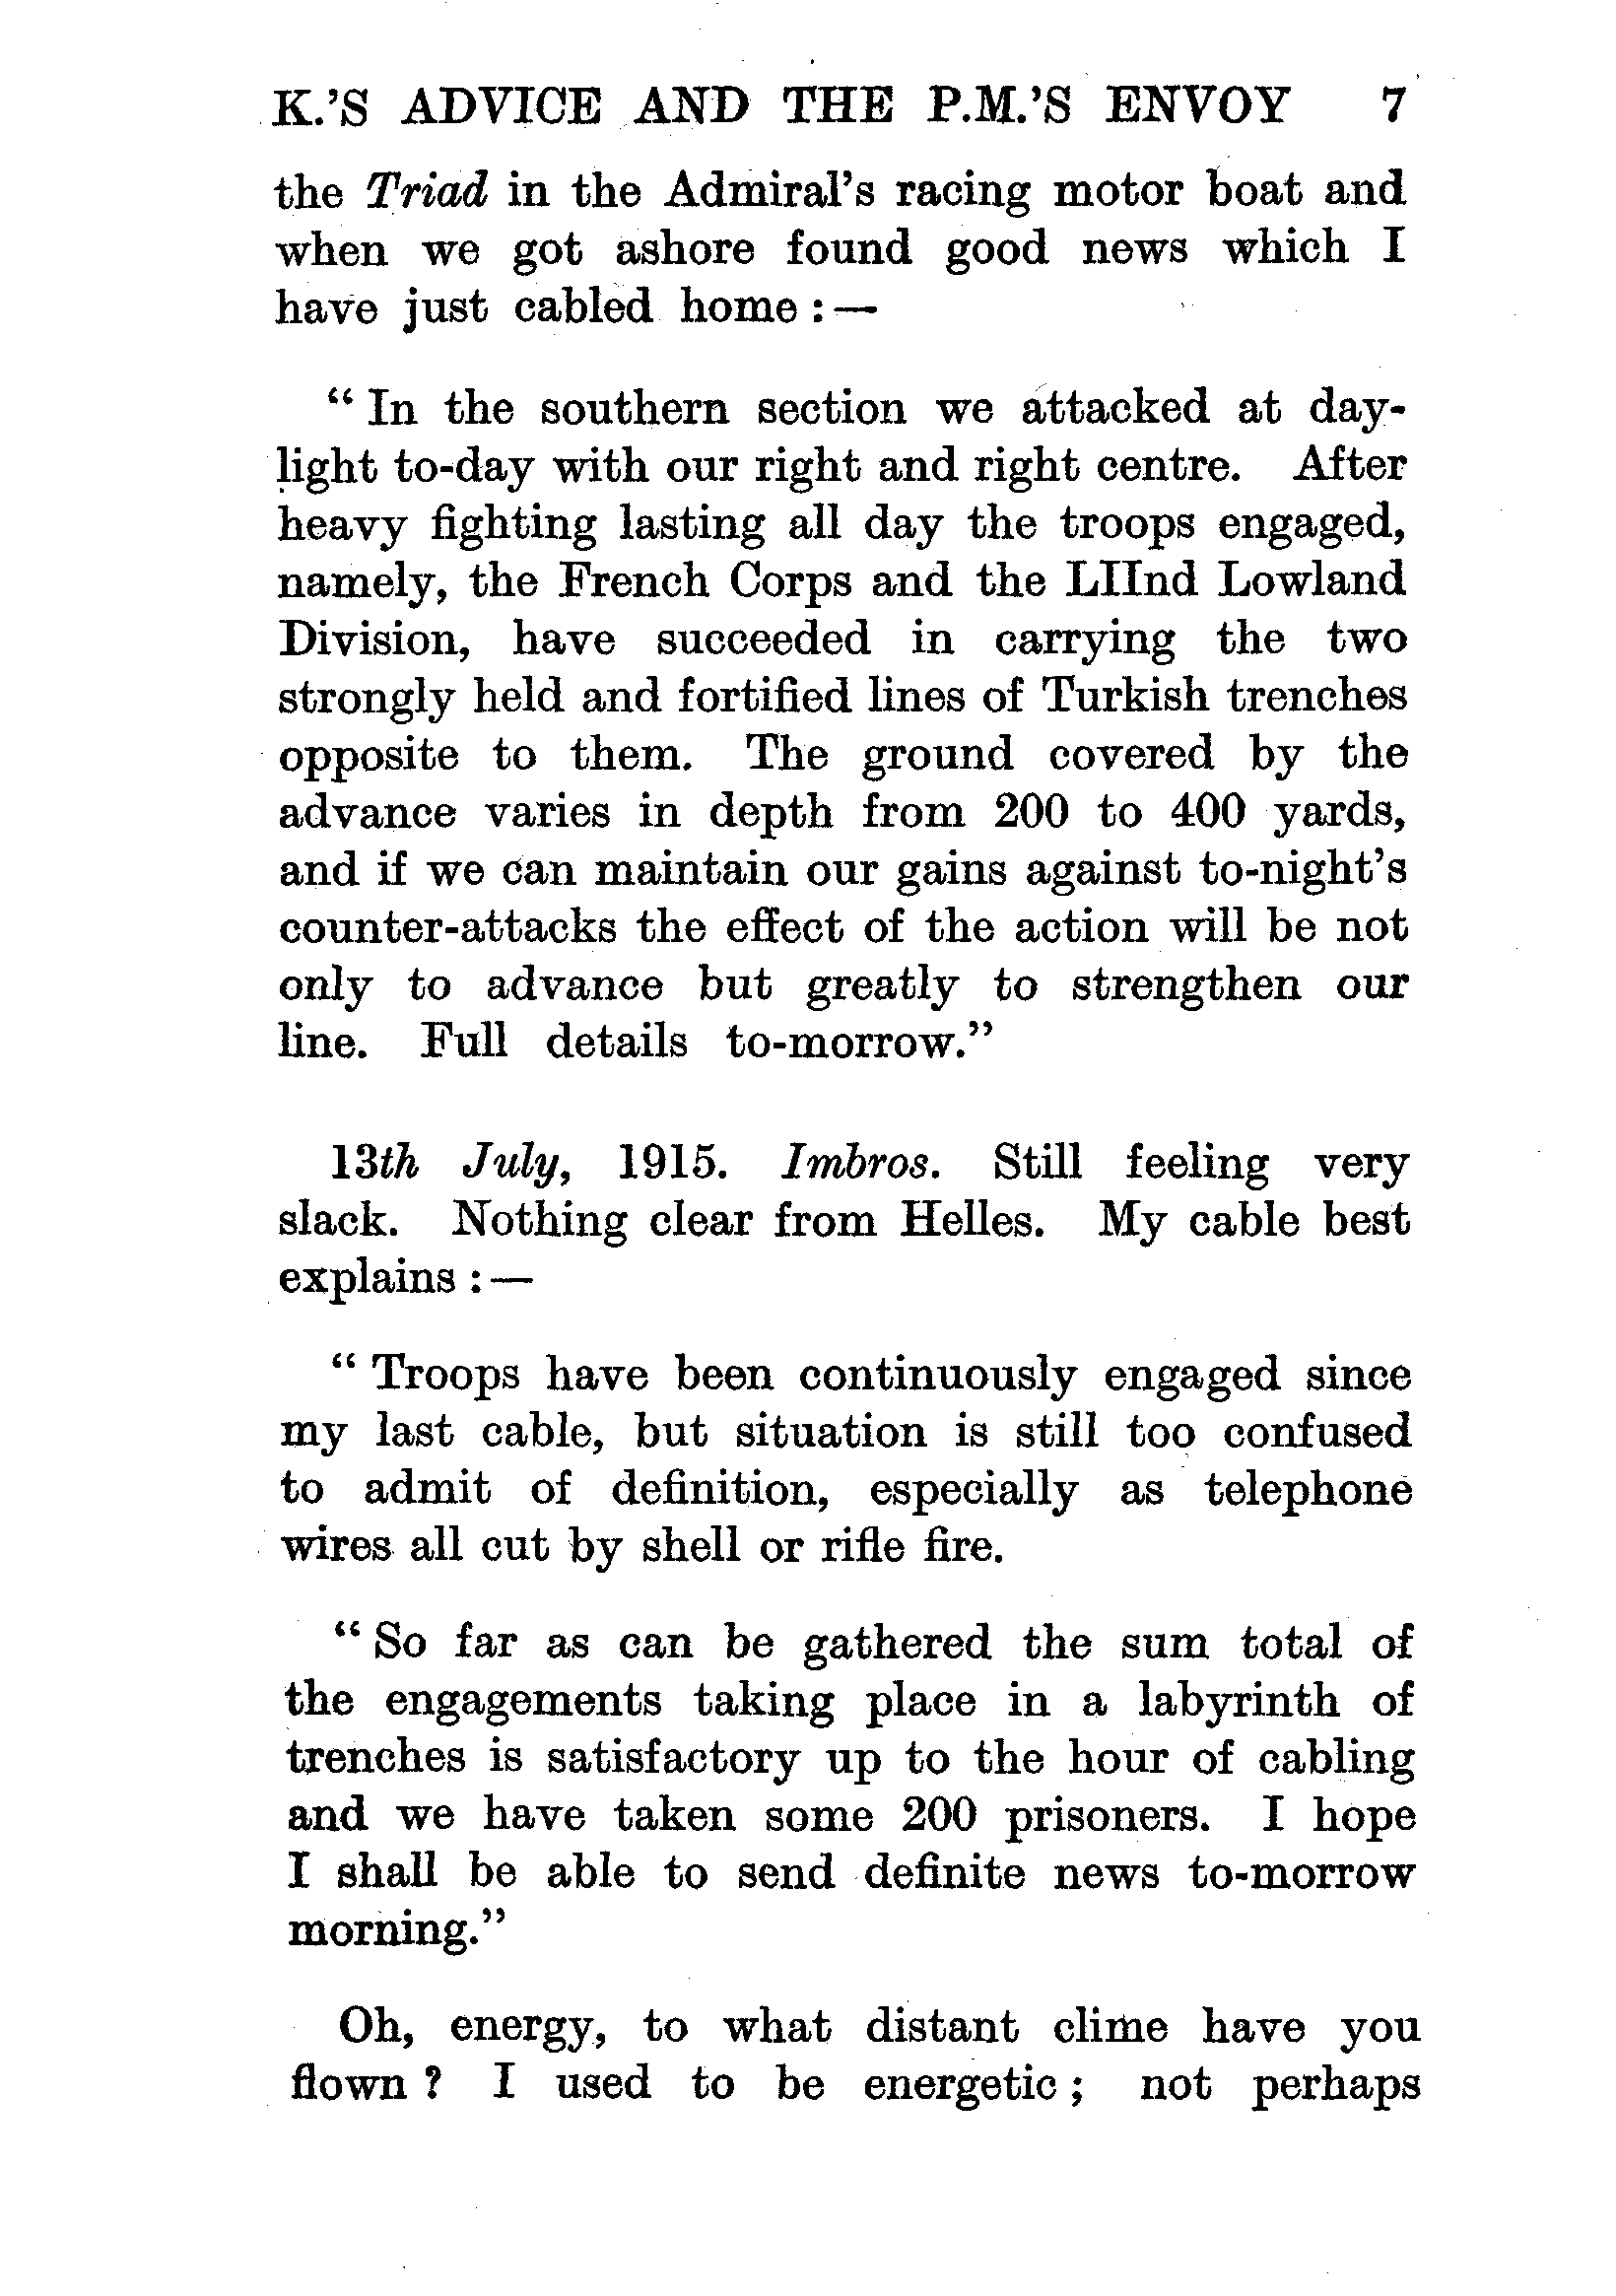 K.'S ADVICE AND THE P.M.'S ENVOY 7
the Triad in the Admiral's racing motor boat and
when we got ashore found good news which I
have just cabled home :—
“ In the southern section we attacked at day-
light to-day with our right and right centre. After
heavy fighting lasting all day the troops engaged,
namely, the French Corps and the LIInd Lowland
Division, have succeeded in carrying the two
strongly held and fortified lines of Turkish trenches
opposite to them. The ground covered by the
advance varies in depth from 200 to 400 yards,
and if we can maintain our gains against to-night's
counter-attacks the effect of the action will be not
only to advance but greatly to strengthen our
line. Full details to-morrow.”
13th July, 1915. Imbros. Still feeling very
slack. Nothing clear from Helles. My cable best
explains :—
“ Troops have been continuously engaged since
my last cable, but situation is still too confused
to admit of definition, especially as telephone
wires all cut by shell or rifle fire.
“ So far as can be gathered the sum total of
the engagements taking place in a labyrinth of
trenches is satisfactory up to the hour of cabling
and we have taken some 200 prisoners. I hope
I shall be able to send definite news to-morrow
morning.”
Oh, energy, to what distant clime have you
flown ? I used to be energetic ; not perhaps